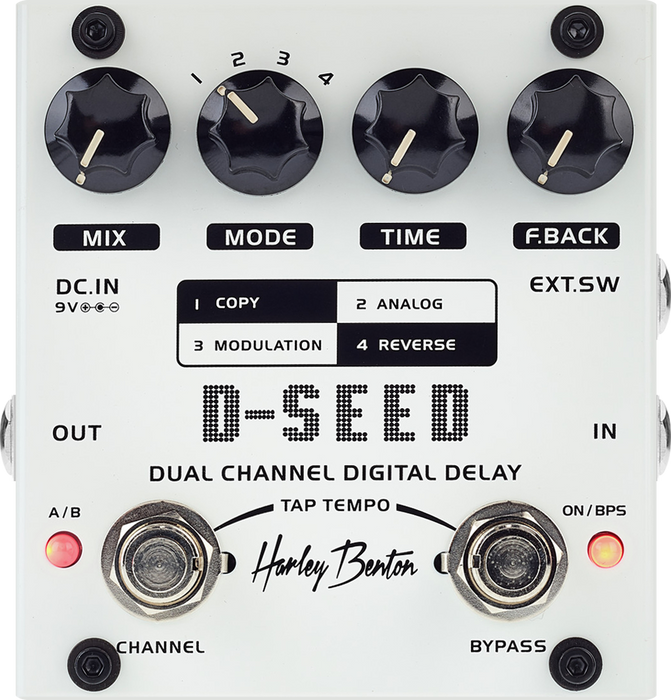 1 2 3 4
MIX MODE TIME F.BACK
DC.IN
9V
EXT.SW
1 COPY 2 ANALOG
3 MODULATION 4 REVERSE
D-SEED
OUT IN
DUAL CHANNEL DIGITAL DELAY
TAP TEMPO
A/B ON/BPS
Harley Benton
CHANNEL BYPASS